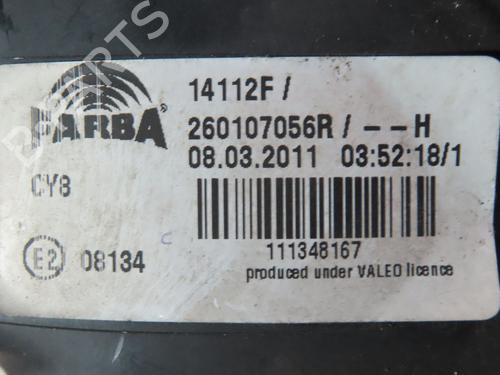 14112F /
FARBA
260107056R / - - H
08.03.2011 03:52:18/1
CY8
E2 08134
c
111348167
produced under VALEO licence